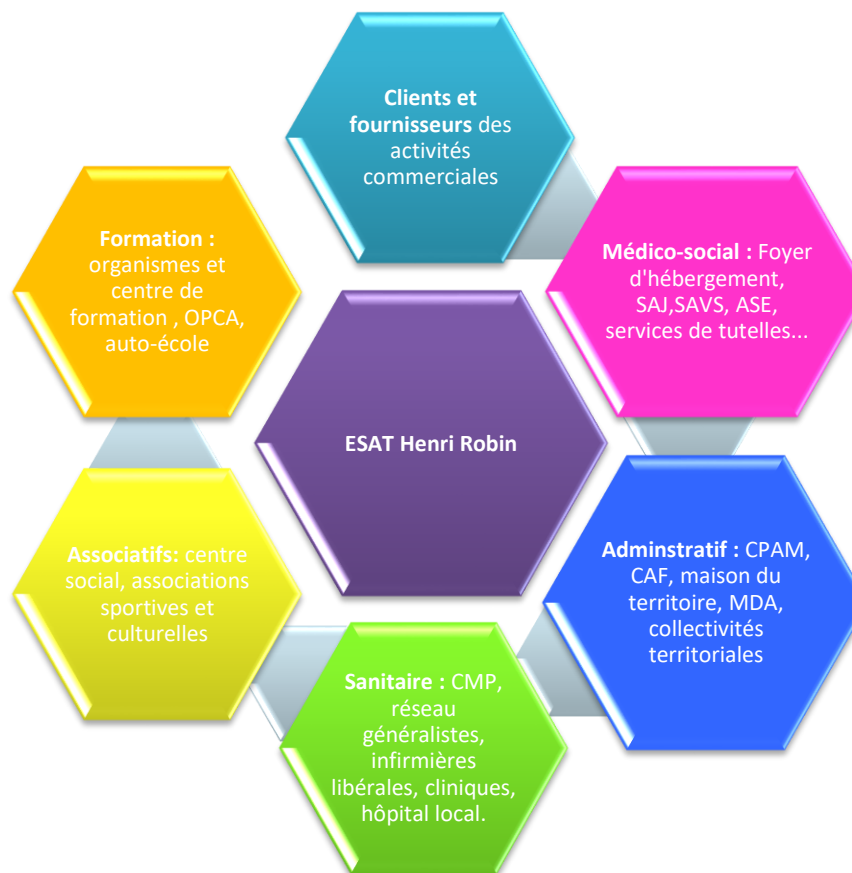 Clients et
fournisseurs des
activités
commerciales
Formation :
organismes et
centre de
formation , OPCA,
auto-école
Médico-social : Foyer
d'hébergement,
SAJ,SAVS, ASE,
services de tutelles...
ESAT Henri Robin
Associatifs: centre
social, associations
sportives et
culturelles
Adminstratif : CPAM,
CAF, maison du
territoire, MDA,
collectivités
territoriales
Sanitaire : CMP,
réseau
généralistes,
infirmières
libérales, cliniques,
hôpital local.